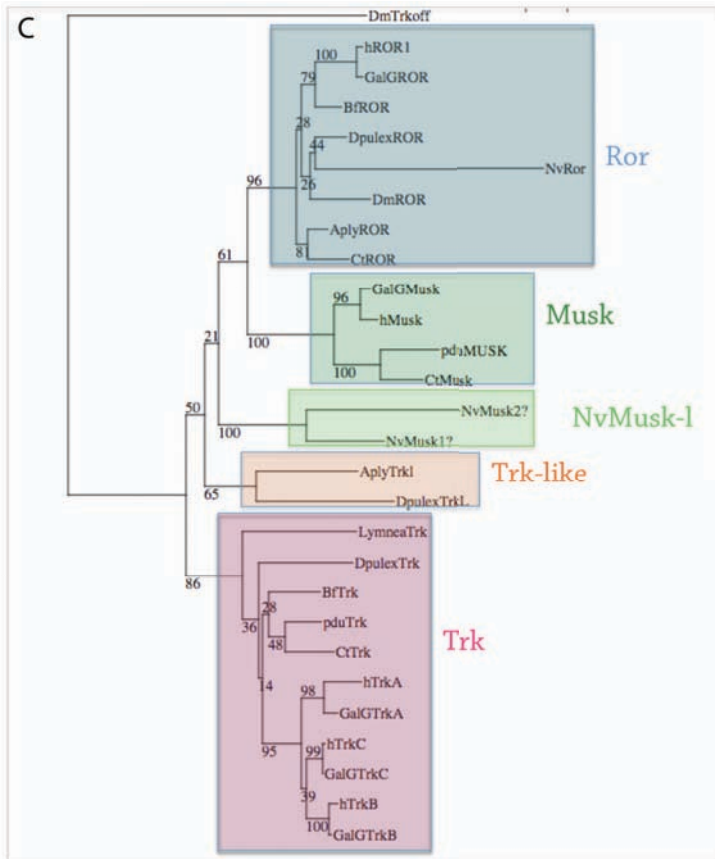 C
DmTrkoff
hROR1
100
GalGROR
79
BfROR
28
DpulexROR
44
Ror
NvRor
96
26
DmROR
AplyROR
81
CtROR
61
GalGMusk
96
Musk
hMusk
21
pduMUSK
100
100
CtMusk
50
NvMusk2?
NvMusk-l
100
NvMusk1?
AplyTrkl
Trk-like
65
DpulexTrkL
LymneaTrk
DpulexTrk
86
BfTrk
28
pduTrk
36
Trk
48
CtTrk
14
hTrkA
98
GalGTrkA
95
hTrkC
99
GalGTrkC
39
hTrkB
100
GalGTrkB